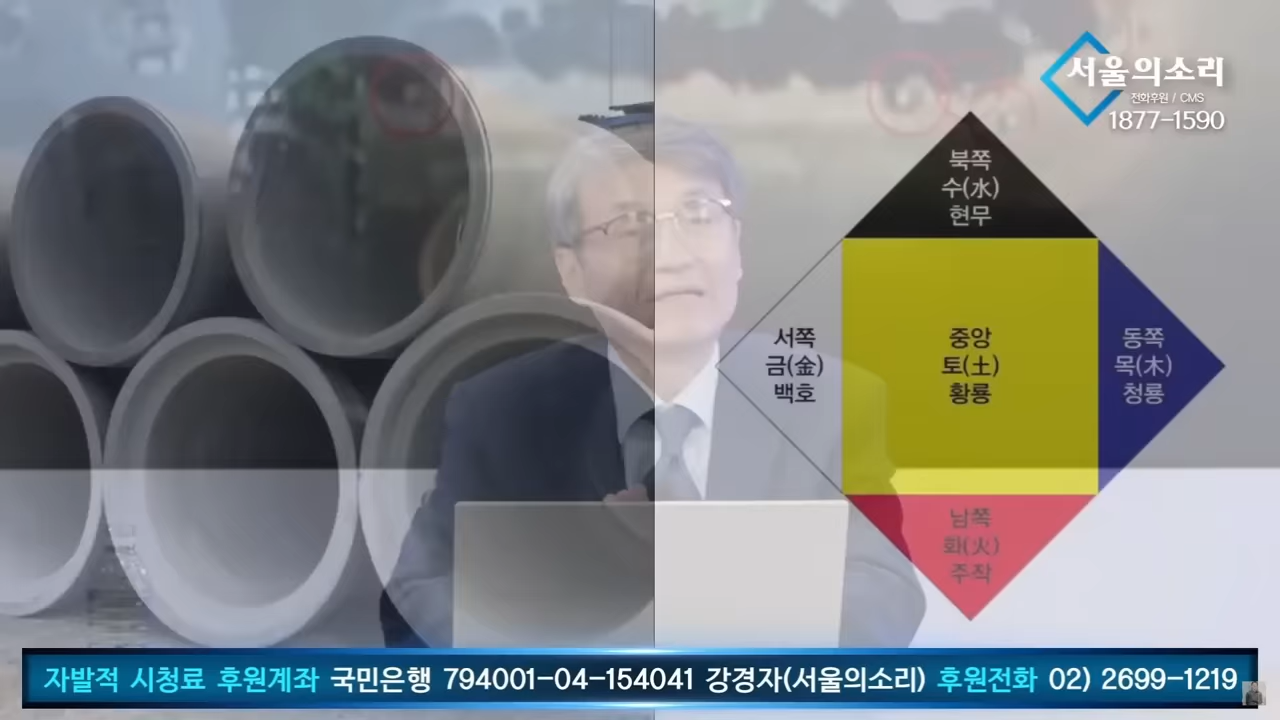 서울의소리
전화후원 / CMS
1877-1590
북쪽
수(水)
현무
서쪽
금(金)
백호
중앙
토(土)
황룡
동쪽
목(木)
청룡
남쪽
화(火)
주작
자발적 시청료 후원계좌 국민은행 794001-04-154041 강경자(서울의소리) 후원전화 02) 2699-1219